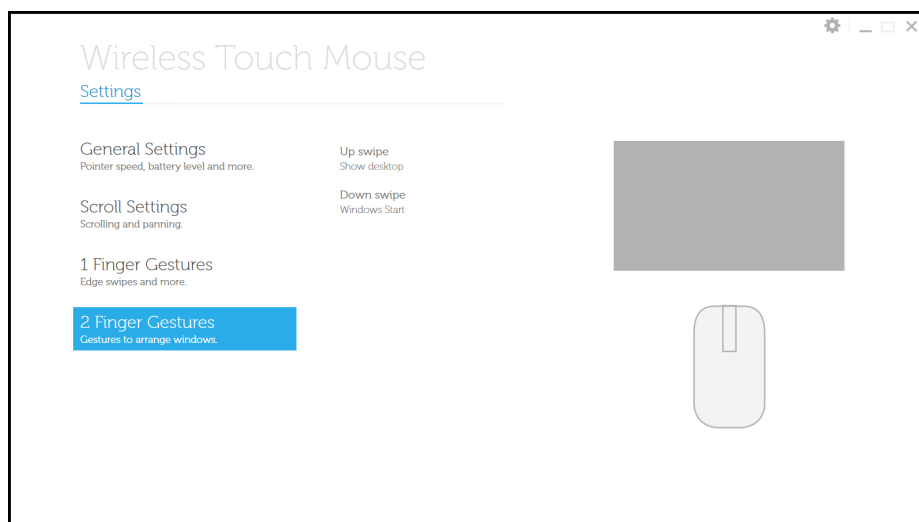 Wireless Touch Mouse
Settings
General Settings
Pointer speed, battery level and more.
Scroll Settings
Scrolling and panning.
1 Finger Gestures
Edge swipes and more.
2 Finger Gestures
Gestures to arrange windows.
Up swipe
Show desktop
Down swipe
Windows Start